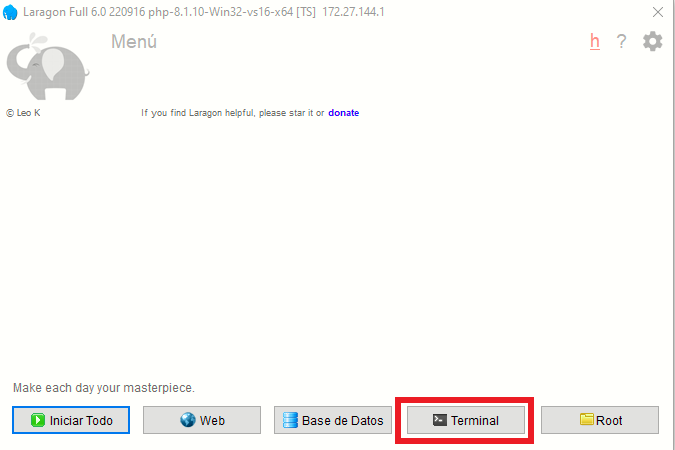 Laragon Full 6.0 220916 php-8.1.10-Win32-vs16-x64 [TS] 172.27.144.1
Menú
h ?
© Leo K
If you find Laragon helpful, please star it or donate
Make each day your masterpiece.
Iniciar Todo Web Base de Datos Terminal Root